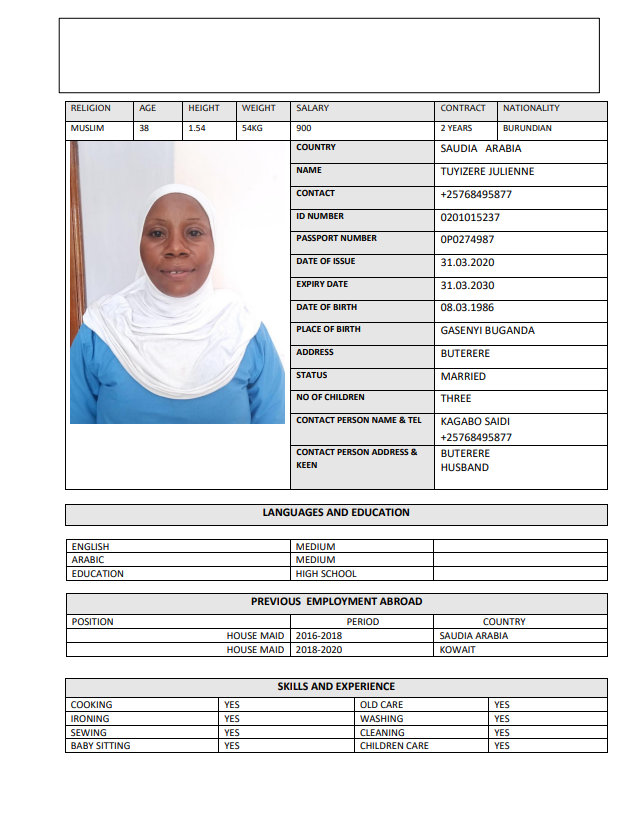 RELIGION AGE HEIGHT WEIGHT SALARY CONTRACT NATIONALITY
MUSLIM 38 1.54 54KG 900 2 YEARS BURUNDIAN
COUNTRY SAUDIA ARABIA
NAME TUYIZERE JULIENNE
CONTACT +25768495877
ID NUMBER 0201015237
PASSPORT NUMBER 0P0274987
DATE OF ISSUE 31.03.2020
EXPIRY DATE 31.03.2030
DATE OF BIRTH 08.03.1986
PLACE OF BIRTH GASENYI BUGANDA
ADDRESS BUTERERE
STATUS MARRIED
NO OF CHILDREN THREE
CONTACT PERSON NAME & TEL KAGABO SAIDI
+25768495877
CONTACT PERSON ADDRESS & BUTERERE
KEEN HUSBAND
LANGUAGES AND EDUCATION
ENGLISH MEDIUM
ARABIC MEDIUM
EDUCATION HIGH SCHOOL
PREVIOUS EMPLOYMENT ABROAD
POSITION PERIOD COUNTRY
HOUSE MAID 2016-2018 SAUDIA ARABIA
HOUSE MAID 2018-2020 KOWAIT
SKILLS AND EXPERIENCE
COOKING YES OLD CARE YES
IRONING YES WASHING YES
SEWING YES CLEANING YES
BABY SITTING YES CHILDREN CARE YES